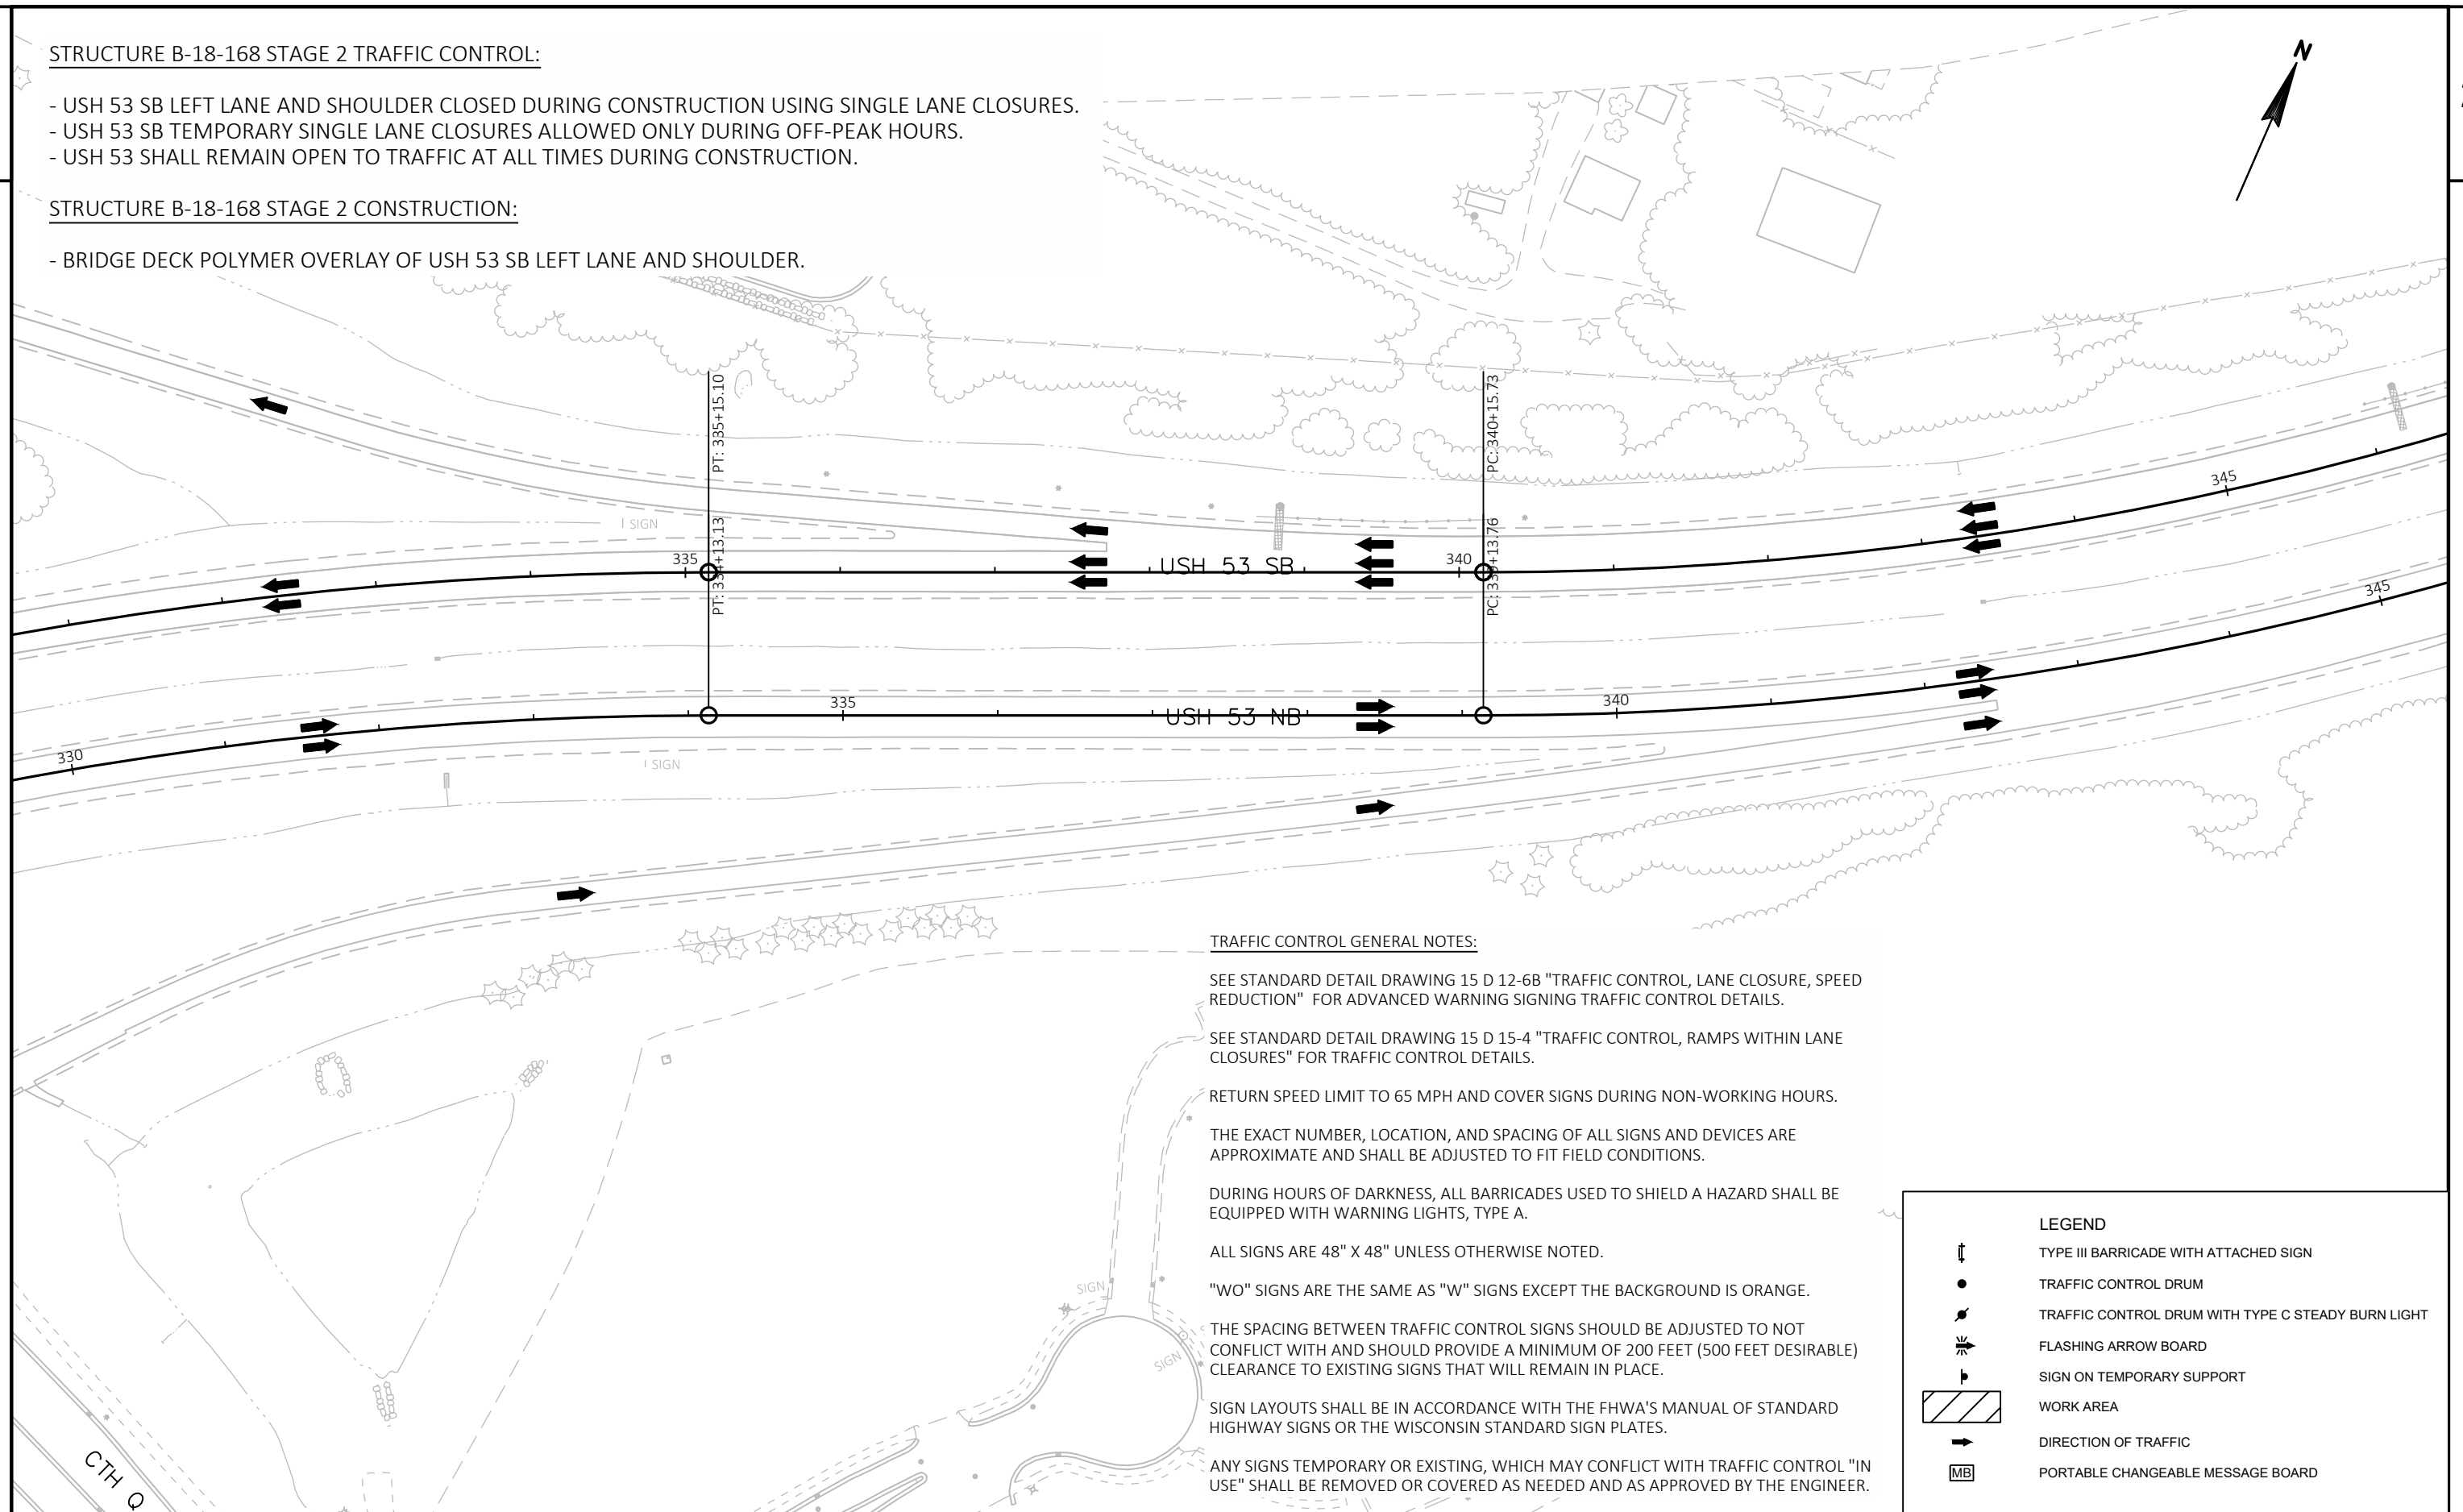 STRUCTURE B-18-168 STAGE 2 TRAFFIC CONTROL:
- USH 53 SB LEFT LANE AND SHOULDER CLOSED DURING CONSTRUCTION USING SINGLE LANE CLOSURES.
- USH 53 SB TEMPORARY SINGLE LANE CLOSURES ALLOWED ONLY DURING OFF-PEAK HOURS.
- USH 53 SHALL REMAIN OPEN TO TRAFFIC AT ALL TIMES DURING CONSTRUCTION.
STRUCTURE B-18-168 STAGE 2 CONSTRUCTION:
- BRIDGE DECK POLYMER OVERLAY OF USH 53 SB LEFT LANE AND SHOULDER.
N
PT: 335+15.10
PC: 340+15.73
345
SIGN
335
USH 53 SB
340
PT: 334+13.13
PC: 339+13.76
345
335
340
USH 53 NB
330
SIGN
TRAFFIC CONTROL GENERAL NOTES:
SEE STANDARD DETAIL DRAWING 15 D 12-6B "TRAFFIC CONTROL, LANE CLOSURE, SPEED
REDUCTION" FOR ADVANCED WARNING SIGNING TRAFFIC CONTROL DETAILS.
SEE STANDARD DETAIL DRAWING 15 D 15-4 "TRAFFIC CONTROL, RAMPS WITHIN LANE
CLOSURES" FOR TRAFFIC CONTROL DETAILS.
RETURN SPEED LIMIT TO 65 MPH AND COVER SIGNS DURING NON-WORKING HOURS.
THE EXACT NUMBER, LOCATION, AND SPACING OF ALL SIGNS AND DEVICES ARE
APPROXIMATE AND SHALL BE ADJUSTED TO FIT FIELD CONDITIONS.
DURING HOURS OF DARKNESS, ALL BARRICADES USED TO SHIELD A HAZARD SHALL BE
EQUIPPED WITH WARNING LIGHTS, TYPE A.
ALL SIGNS ARE 48" X 48" UNLESS OTHERWISE NOTED.
"WO" SIGNS ARE THE SAME AS "W" SIGNS EXCEPT THE BACKGROUND IS ORANGE.
THE SPACING BETWEEN TRAFFIC CONTROL SIGNS SHOULD BE ADJUSTED TO NOT
CONFLICT WITH AND SHOULD PROVIDE A MINIMUM OF 200 FEET (500 FEET DESIRABLE)
CLEARANCE TO EXISTING SIGNS THAT WILL REMAIN IN PLACE.
SIGN LAYOUTS SHALL BE IN ACCORDANCE WITH THE FHWA'S MANUAL OF STANDARD
HIGHWAY SIGNS OR THE WISCONSIN STANDARD SIGN PLATES.
ANY SIGNS TEMPORARY OR EXISTING, WHICH MAY CONFLICT WITH TRAFFIC CONTROL "IN
USE" SHALL BE REMOVED OR COVERED AS NEEDED AND AS APPROVED BY THE ENGINEER.
SIGN
SIGN
CTH Q
LEGEND
TYPE III BARRICADE WITH ATTACHED SIGN
TRAFFIC CONTROL DRUM
TRAFFIC CONTROL DRUM WITH TYPE C STEADY BURN LIGHT
FLASHING ARROW BOARD
SIGN ON TEMPORARY SUPPORT
WORK AREA
DIRECTION OF TRAFFIC
MB PORTABLE CHANGEABLE MESSAGE BOARD